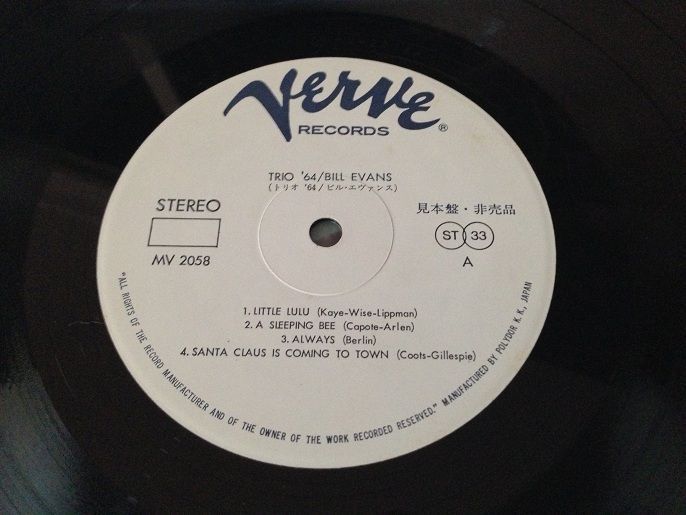 Verve
RECORDS ®
TRIO '64/BILL EVANS
(トリオ '64/ビル・エヴァンス)
STEREO
見本盤・非売品
MV 2058
ST 33
A
1. LITTLE LULU (Kaye-Wise-Lippman)
2. A SLEEPING BEE (Capote-Arlen)
3. ALWAYS (Berlin)
4. SANTA CLAUS IS COMING TO TOWN (Coots-Gillespie)
"ALL RIGHTS OF THE RECORD MANUFACTURER AND OF THE OWNER OF THE WORK RECORDED RESERVED." MANUFACTURED BY POLYDOR K. K., JAPAN